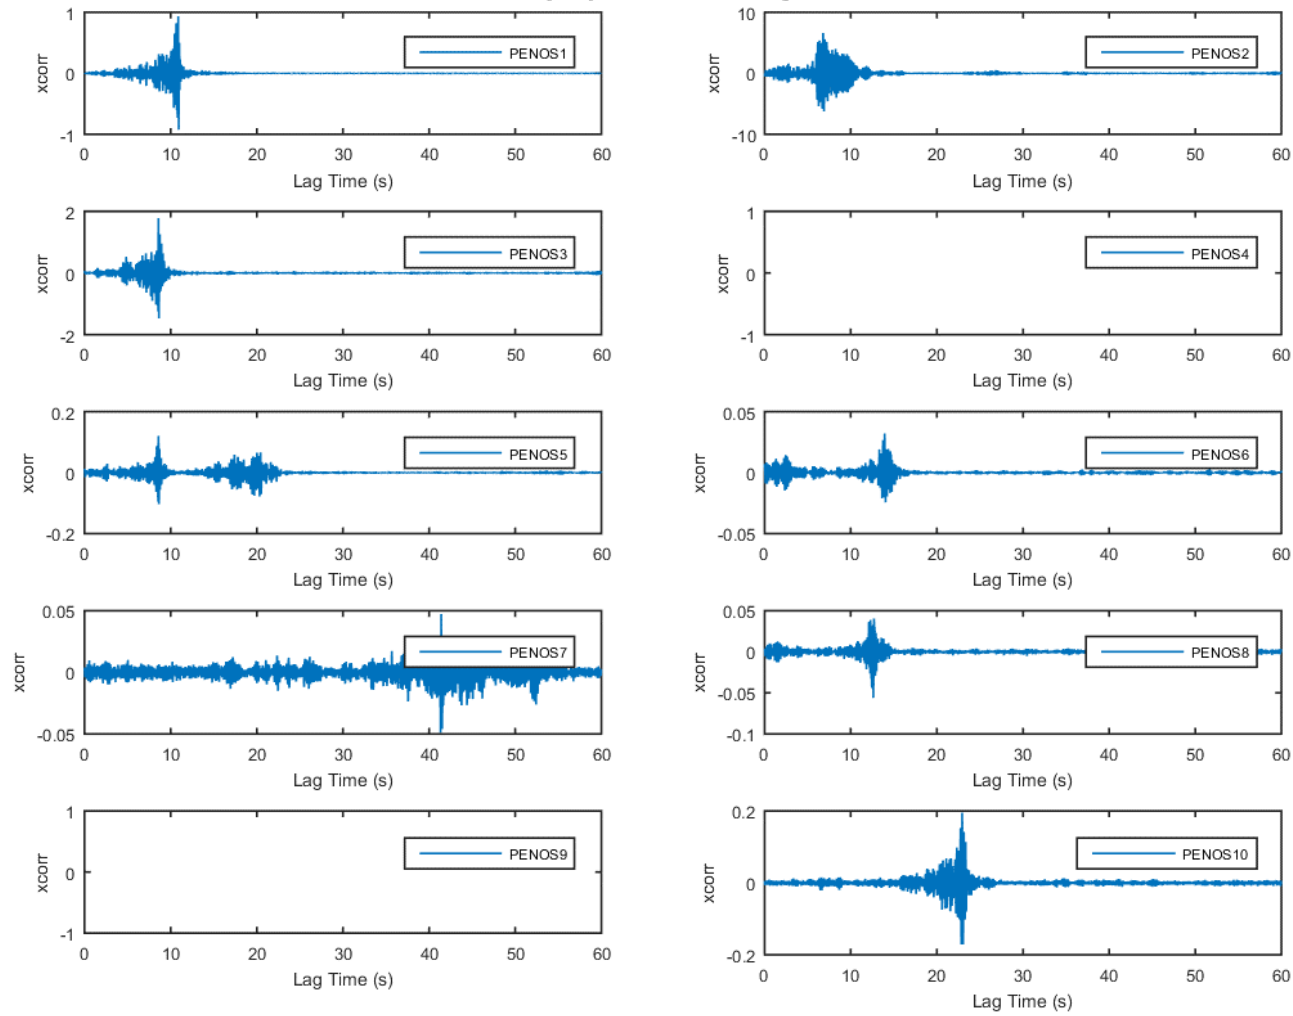 1
0
-1
xcorr
PENOS1
0 10 20 30 40 50 60
Lag Time (s)
10
0
-10
xcorr
PENOS2
0 10 20 30 40 50 60
Lag Time (s)
2
0
-2
xcorr
PENOS3
0 10 20 30 40 50 60
Lag Time (s)
1
0
-1
xcorr
PENOS4
0 10 20 30 40 50 60
Lag Time (s)
0.2
0
-0.2
xcorr
PENOS5
0 10 20 30 40 50 60
Lag Time (s)
0.05
0
-0.05
xcorr
PENOS6
0 10 20 30 40 50 60
Lag Time (s)
0.05
0
-0.05
xcorr
PENOS7
0 10 20 30 40 50 60
Lag Time (s)
0.05
0
-0.05
-0.1
xcorr
PENOS8
0 10 20 30 40 50 60
Lag Time (s)
1
0
-1
xcorr
PENOS9
0 10 20 30 40 50 60
Lag Time (s)
0.2
0
-0.2
xcorr
PENOS10
0 10 20 30 40 50 60
Lag Time (s)